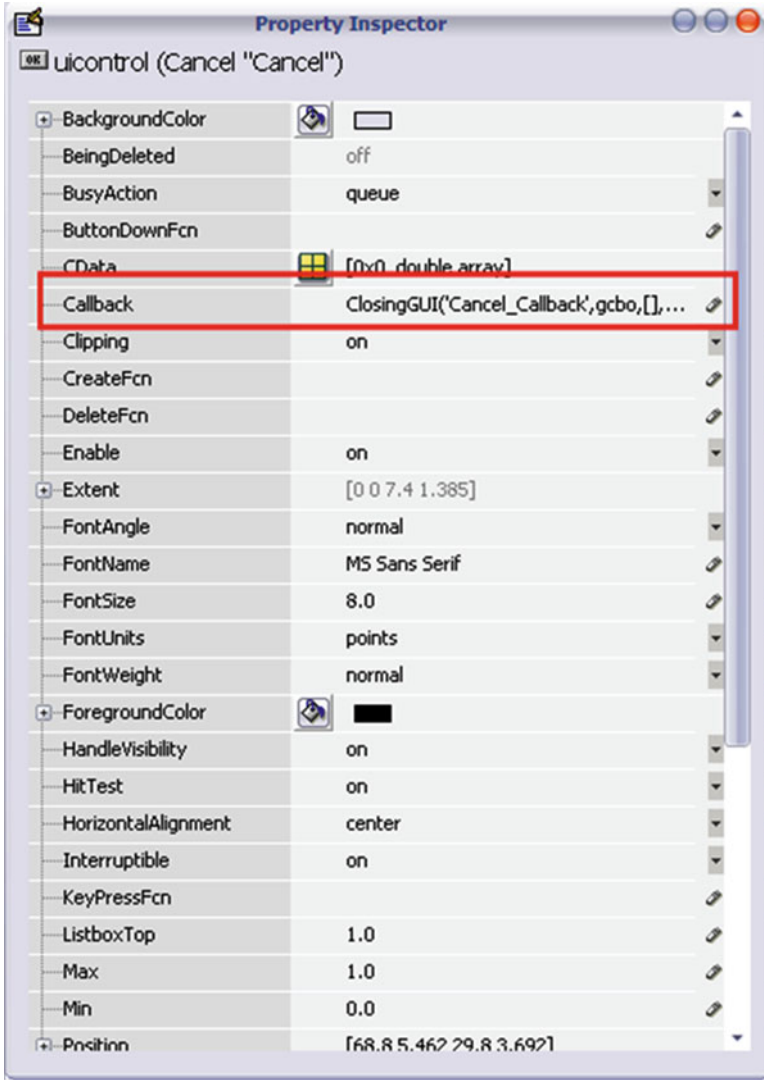 Property Inspector
OK uicontrol (Cancel "Cancel")
BackgroundColor
BeingDeleted off
BusyAction queue
ButtonDownFcn
CData [0x0 double array]
Callback ClosingGUI('Cancel_Callback',gcbo,[],...
Clipping on
CreateFcn
DeleteFcn
Enable on
Extent [0 0 7.4 1.385]
FontAngle normal
FontName MS Sans Serif
FontSize 8.0
FontUnits points
FontWeight normal
ForegroundColor
HandleVisibility on
HitTest on
HorizontalAlignment center
Interruptible on
KeyPressFcn
ListboxTop 1.0
Max 1.0
Min 0.0
Position [68.8 5.462 29.8 3.692]